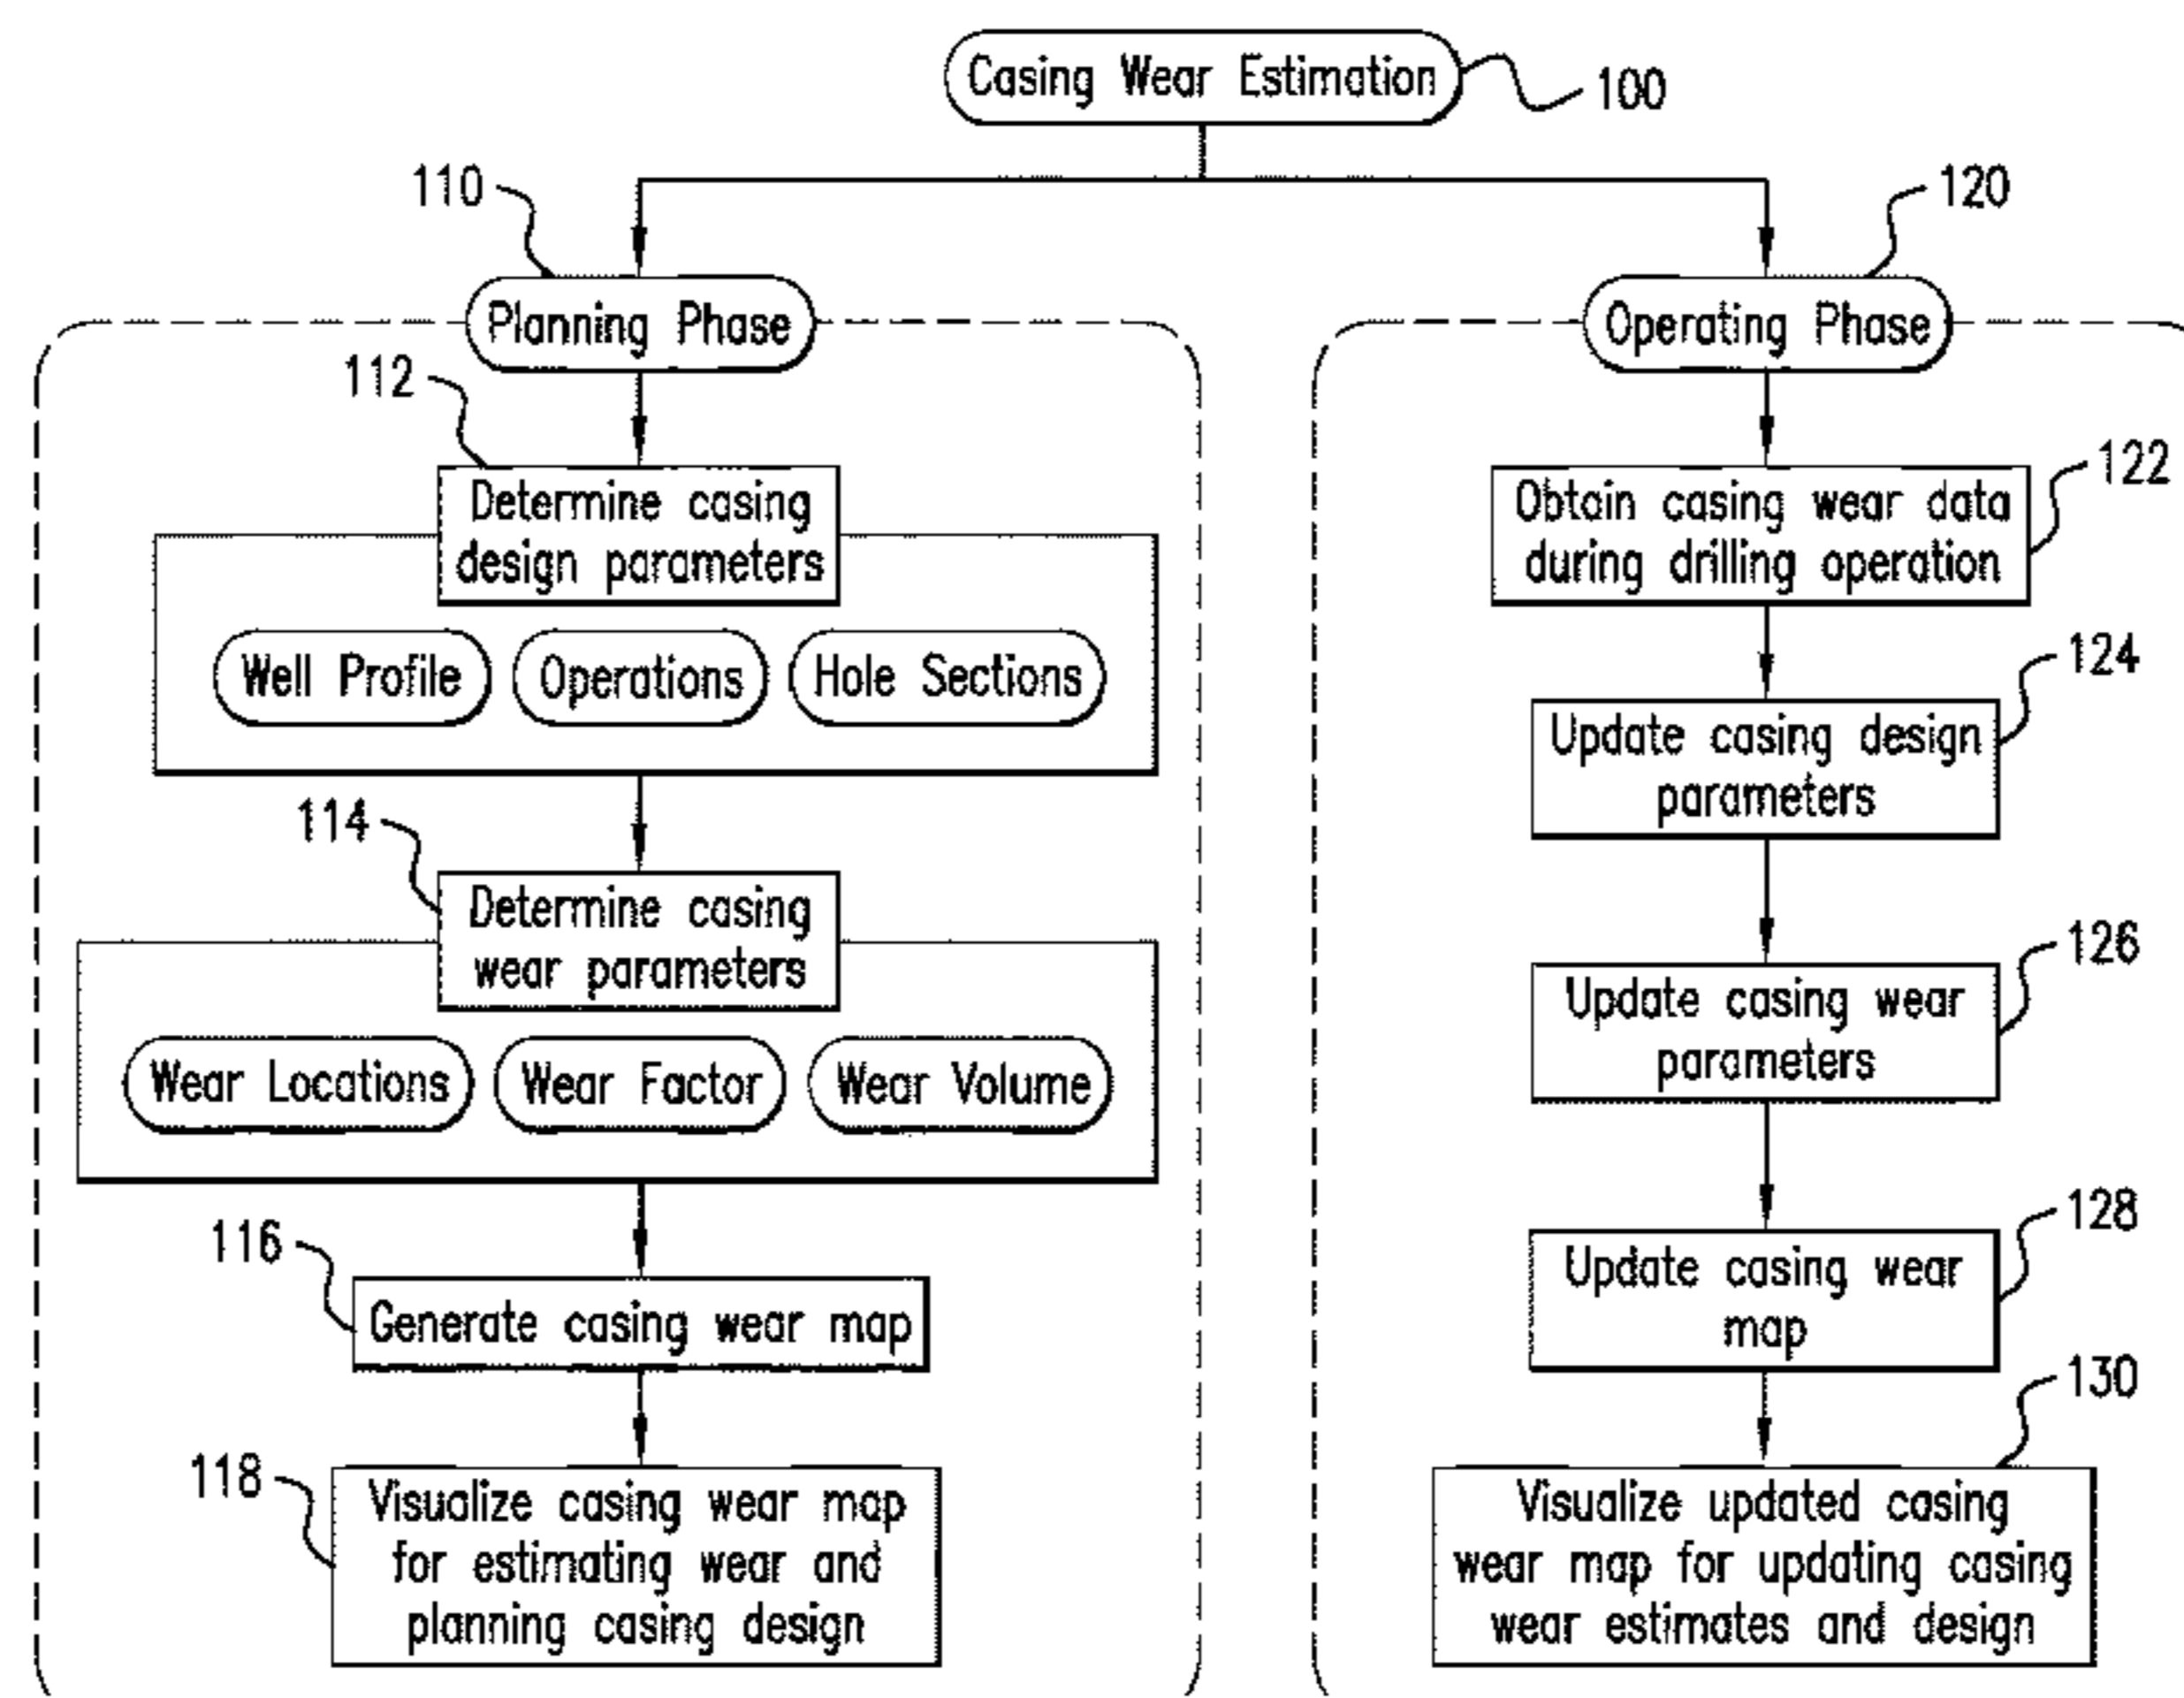 Casing Wear Estimation
100
110
Planning Phase
112
Determine casing
design parameters
Well Profile
Operations
Hole Sections
114
Determine casing
wear parameters
Wear Locations
Wear Factor
Wear Volume
116
Generate casing wear map
118
Visualize casing wear map
for estimating wear and
planning casing design
120
Operating Phase
122
Obtain casing wear data
during drilling operation
124
Update casing design
parameters
126
Update casing wear
parameters
128
Update casing wear
map
130
Visualize updated casing
wear map for updating casing
wear estimates and design